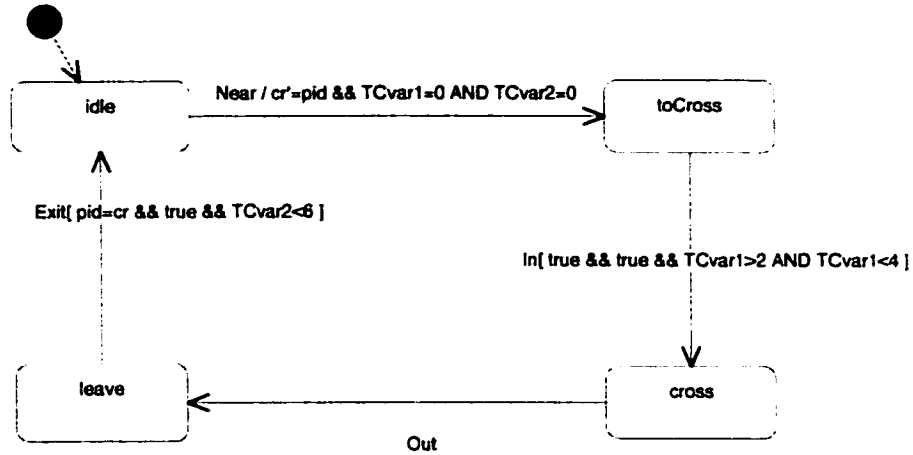 Near / cr'=pid && TCvar1=0 AND TCvar2=0
idle
toCross
Exit[ pid=cr && true && TCvar2<6 ]
In[ true && true && TCvar1>2 AND TCvar1<4 ]
leave
cross
Out